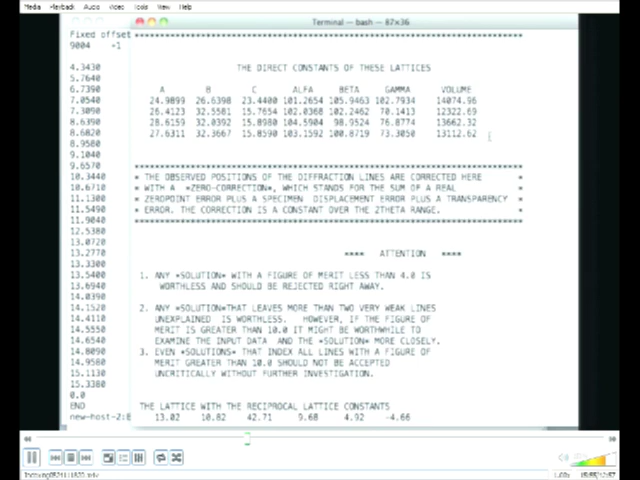 Media Playback Audio Video Tools View Help
Terminal — bash — 87×36
Fixed offset
9004 -1
4.3430
5.7640
6.7390
7.0540
7.3090
8.6390
8.6820
8.9580
9.1040
9.6570
10.3440
10.6710
11.1300
11.5490
11.9040
12.5380
13.0720
13.2770
13.3300
13.5400
13.6940
14.0390
14.1520
14.4110
14.5550
14.6540
14.8090
14.9580
15.1130
15.3380
0.0
END
new-host-2:
THE DIRECT CONSTANTS OF THESE LATTICES
A B C ALFA BETA GAMMA VOLUME
24.9899 26.6398 23.4400 101.2654 105.9463 102.7934 14074.96
26.4123 32.5581 15.7654 102.0368 102.2462 70.1413 12322.69
28.6159 32.0392 15.8980 104.5904 98.9524 76.8774 13662.32
27.6311 32.3667 15.8590 103.1592 100.8719 73.3050 13112.62
* THE OBSERVED POSITIONS OF THE DIFFRACTION LINES ARE CORRECTED HERE *
* WITH A *ZERO-CORRECTION*, WHICH STANDS FOR THE SUM OF A REAL *
* ZEROPOINT ERROR PLUS A SPECIMEN DISPLACEMENT ERROR PLUS A TRANSPARENCY *
* ERROR. THE CORRECTION IS A CONSTANT OVER THE 2THETA RANGE. *
**** ATTENTION ****
1. ANY *SOLUTION* WITH A FIGURE OF MERIT LESS THAN 4.0 IS
WORTHLESS AND SHOULD BE REJECTED RIGHT AWAY.
2. ANY *SOLUTION*THAT LEAVES MORE THAN TWO VERY WEAK LINES
UNEXPLAINED IS WORTHLESS. HOWEVER, IF THE FIGURE OF
MERIT IS GREATER THAN 10.0 IT MIGHT BE WORTHWHILE TO
EXAMINE THE INPUT DATA AND THE *SOLUTION* MORE CLOSELY.
3. EVEN *SOLUTIONS* THAT INDEX ALL LINES WITH A FIGURE OF
MERIT GREATER THAN 10.0 SHOULD NOT BE ACCEPTED
UNCRITICALLY WITHOUT FURTHER INVESTIGATION.
THE LATTICE WITH THE RECIPROCAL LATTICE CONSTANTS
13.02 10.82 42.71 9.68 4.92 -4.66
1.00x